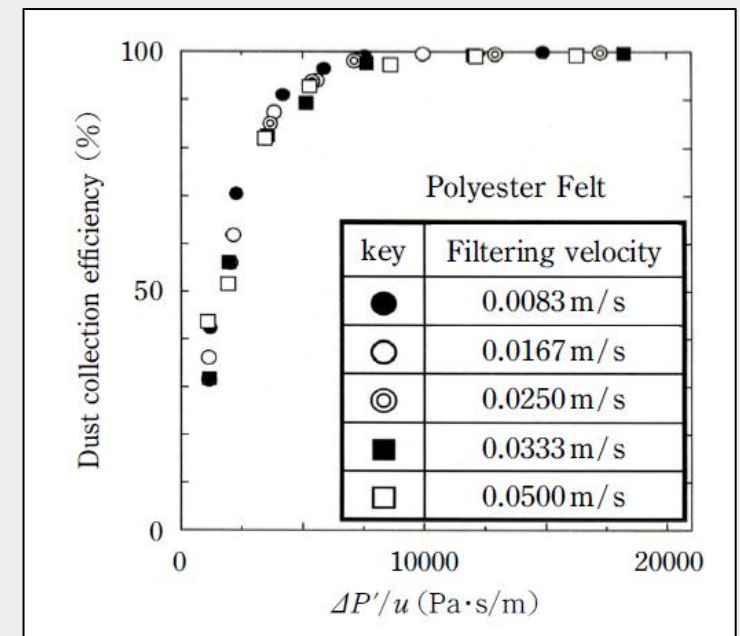 100
50
0
0
10000
20000
Dust collection efficiency (%)
ΔP′/u (Pa·s/m)
Polyester Felt
key Filtering velocity
0.0083 m/s
0.0167 m/s
0.0250 m/s
0.0333 m/s
0.0500 m/s